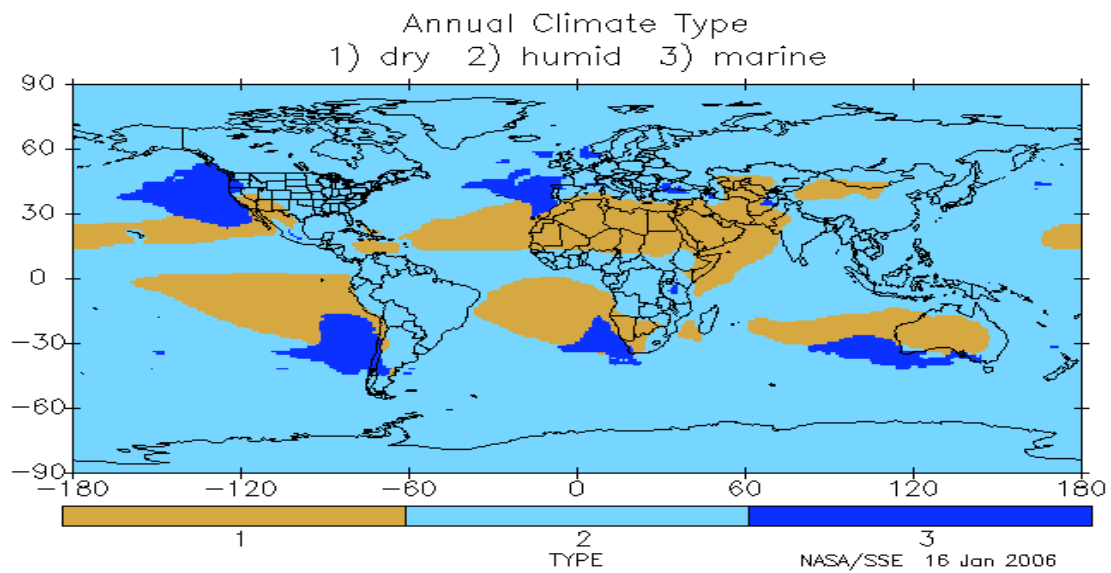 Annual Climate Type
1) dry 2) humid 3) marine
90
60
30
0
−30
−60
−90
−180 −120 −60 0 60 120 180
1 2 3
TYPE NASA/SSE 16 Jan 2006